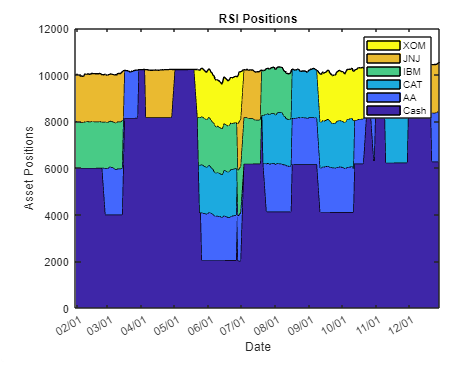 RSI Positions
12000
10000
8000
6000
4000
2000
0
Asset Positions
XOM
JNJ
IBM
CAT
AA
Cash
02/01 03/01 04/01 05/01 06/01 07/01 08/01 09/01 10/01 11/01 12/01
Date